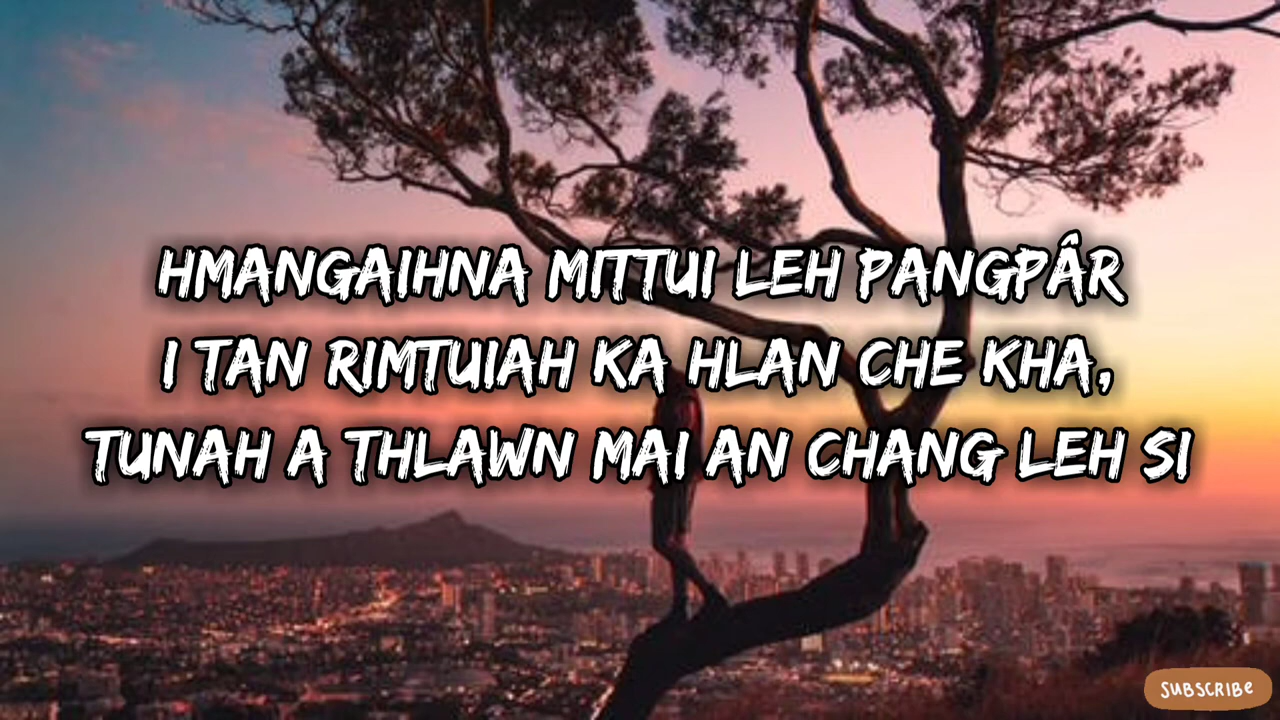 HMANGAIHNA MITTUI LEH PANGPÂR
I TAN RIMTUIAH KA HLAN CHE KHA,
TUNAH A THLAWN MAI AN CHANG LEH SI
SUBSCRIBE